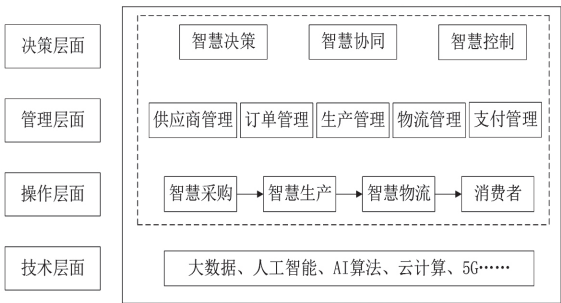 决策层面
智慧决策 智慧协同 智慧控制
管理层面
供应商管理 订单管理 生产管理 物流管理 支付管理
操作层面
智慧采购 智慧生产 智慧物流 消费者
技术层面
大数据、人工智能、AI算法、云计算、5G……